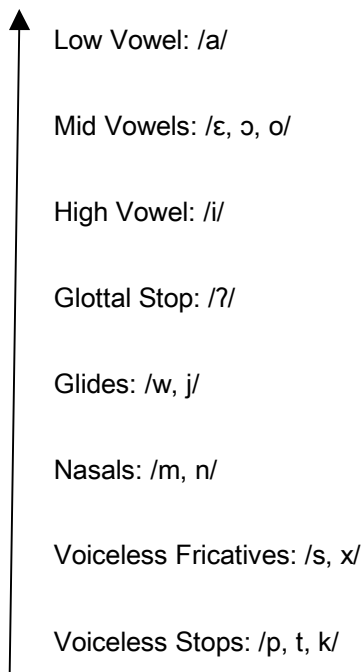 Low Vowel: /a/
Mid Vowels: /ɛ, ɔ, o/
High Vowel: /i/
Glottal Stop: /ʔ/
Glides: /w, j/
Nasals: /m, n/
Voiceless Fricatives: /s, x/
Voiceless Stops: /p, t, k/